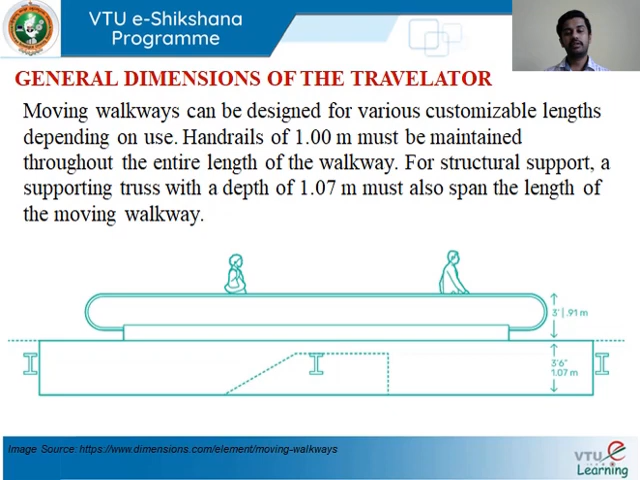 VTU e-Shikshana
Programme
GENERAL DIMENSIONS OF THE TRAVELATOR
Moving walkways can be designed for various customizable lengths
depending on use. Handrails of 1.00 m must be maintained
throughout the entire length of the walkway. For structural support, a
supporting truss with a depth of 1.07 m must also span the length of
the moving walkway.
3' | .91 m
3'6"
1.07 m
Image Source: https://www.dimensions.com/element/moving-walkways
VTU e
Learning